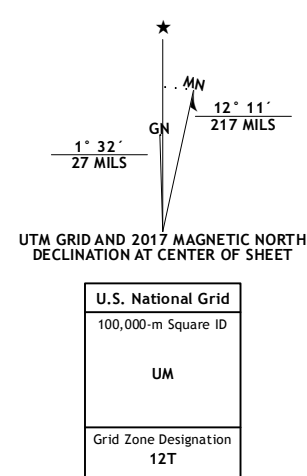 ★
MN
GN
12° 11´
217 MILS
1° 32´
27 MILS
UTM GRID AND 2017 MAGNETIC NORTH
DECLINATION AT CENTER OF SHEET
U.S. National Grid
100,000-m Square ID
UM
Grid Zone Designation
12T